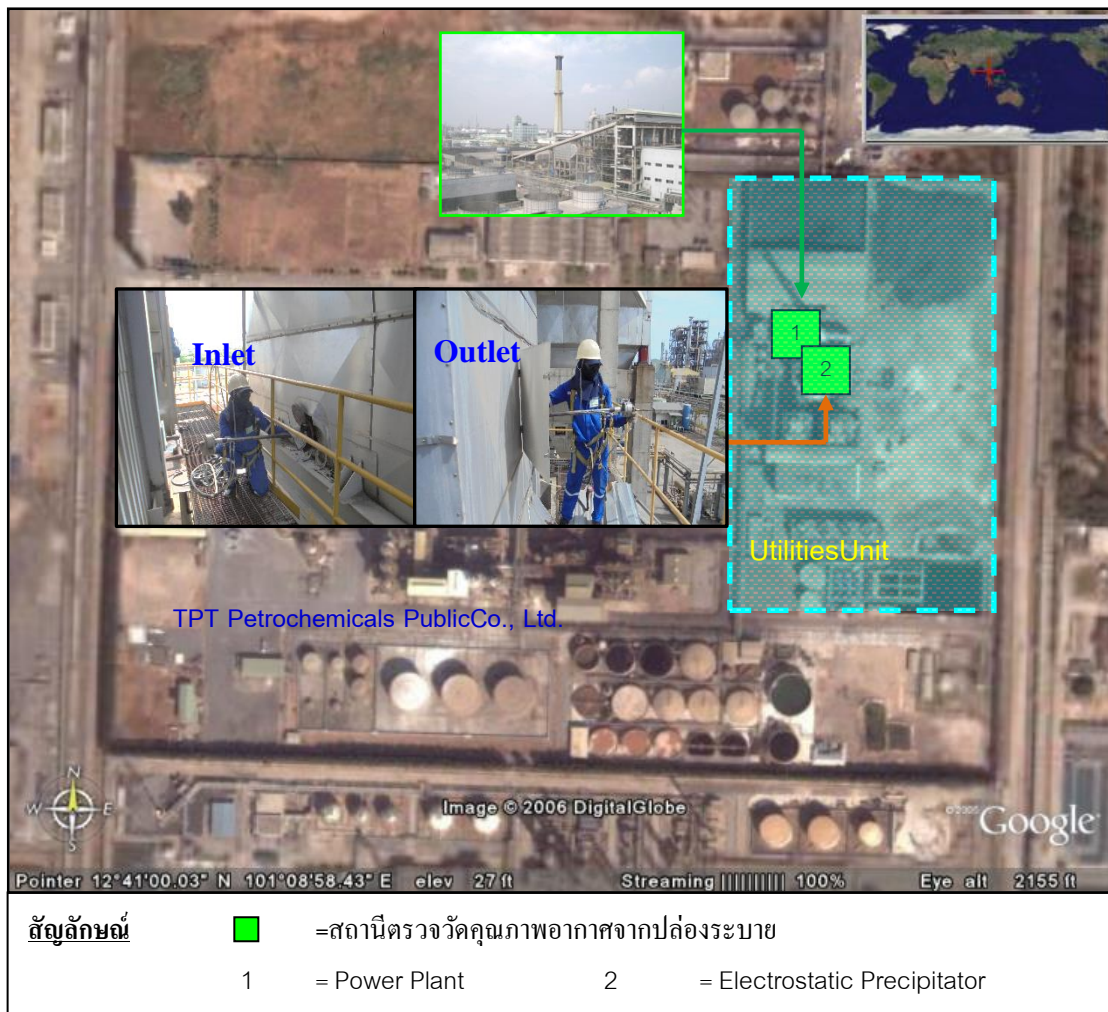 Inlet
Outlet
1
2
UtilitiesUnit
TPT Petrochemicals PublicCo., Ltd.
N
W E
S
Image © 2006 DigitalGlobe
©2005 Google
Pointer 12°41'00.03" N 101°08'58.43" E elev 27 ft Streaming |||||||||| 100% Eye alt 2155 ft
สัญลักษณ์ =สถานีตรวจวัดคุณภาพอากาศจากปล่องระบาย
1 = Power Plant 2 = Electrostatic Precipitator